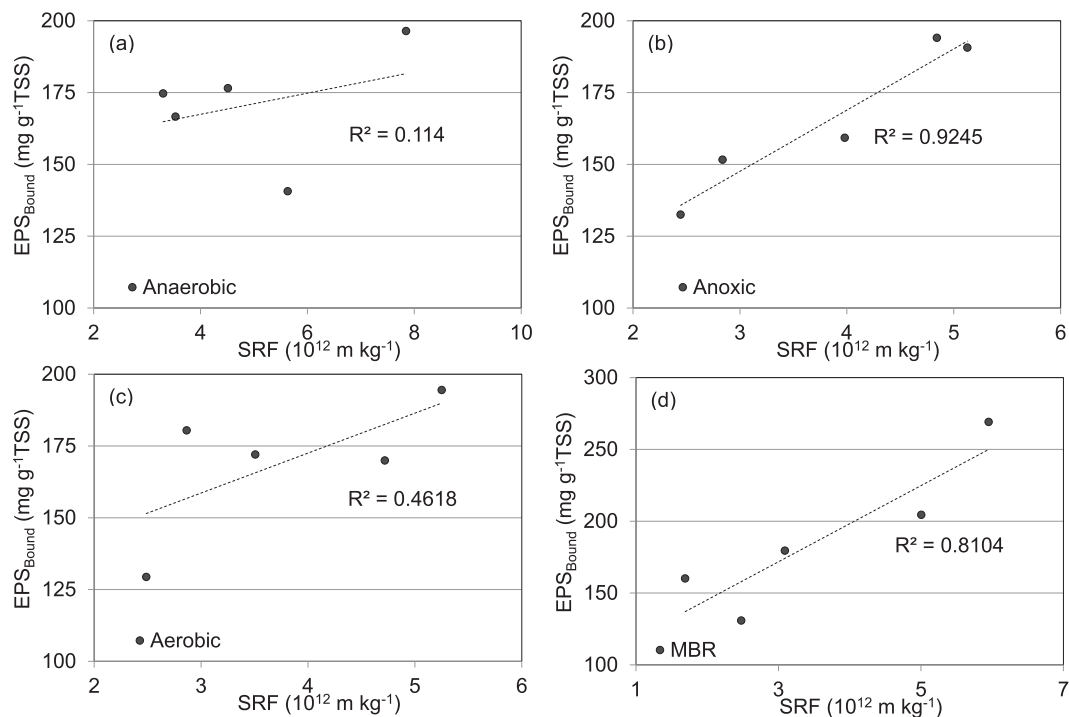 (a)
EPS_Bound (mg g⁻¹TSS)
200
175
150
125
100
R² = 0.114
Anaerobic
2 4 6 8 10
SRF (10¹² m kg⁻¹)
(b)
EPS_Bound (mg g⁻¹TSS)
200
175
150
125
100
R² = 0.9245
Anoxic
2 3 4 5 6
SRF (10¹² m kg⁻¹)
(c)
EPS_Bound (mg g⁻¹TSS)
200
175
150
125
100
R² = 0.4618
Aerobic
2 3 4 5 6
SRF (10¹² m kg⁻¹)
(d)
EPS_Bound (mg g⁻¹TSS)
300
250
200
150
100
R² = 0.8104
MBR
1 3 5 7
SRF (10¹² m kg⁻¹)